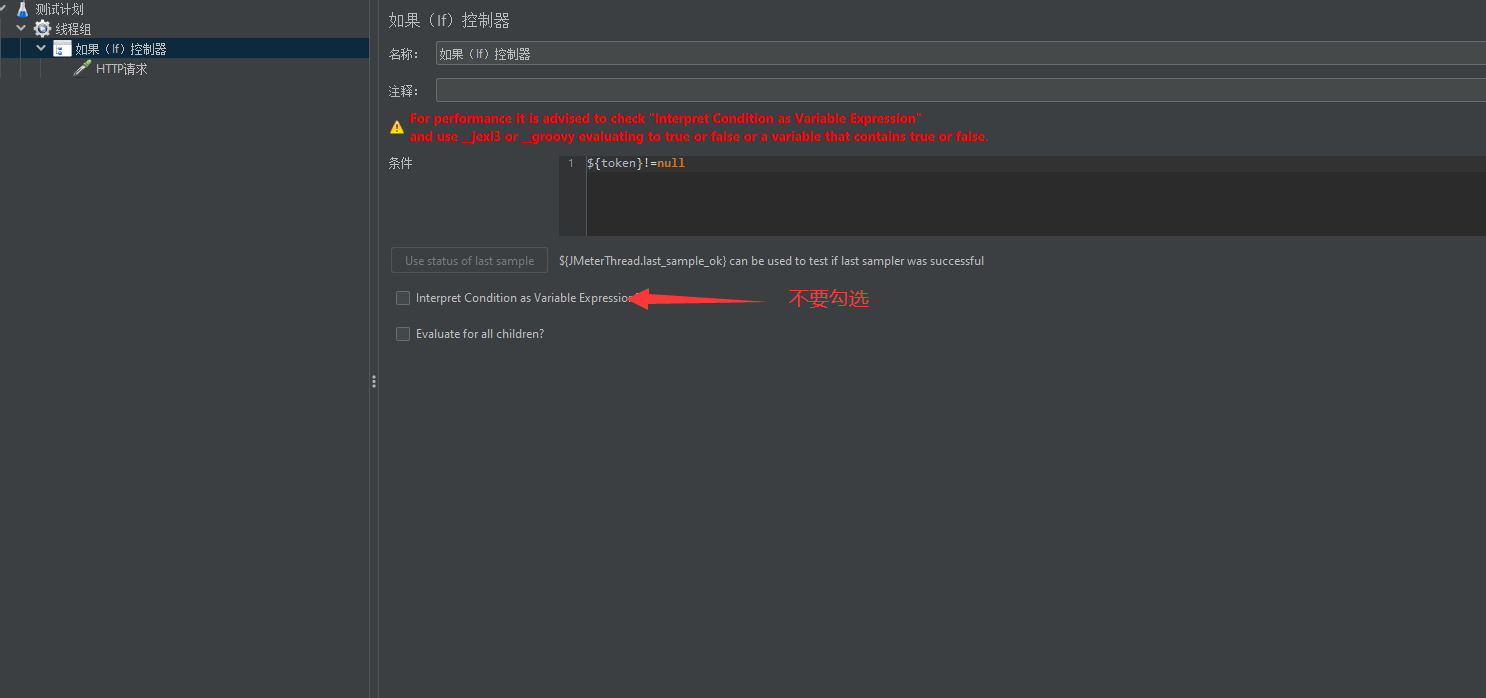 测试计划
线程组
如果（If）控制器
HTTP请求
如果（If）控制器
名称： 如果（If）控制器
注释：
For performance it is advised to check "Interpret Condition as Variable Expression"
and use __jexl3 or __groovy evaluating to true or false or a variable that contains true or false.
条件 1 ${token}!=null
Use status of last sample ${JMeterThread.last_sample_ok} can be used to test if last sampler was successful
Interpret Condition as Variable Expression 不要勾选
Evaluate for all children?